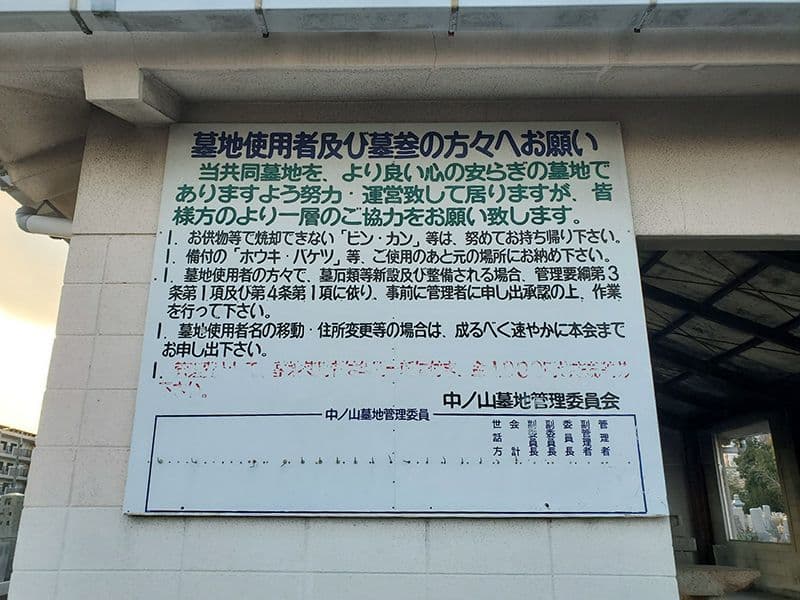 墓地使用者及び墓参の方々へお願い
当共同墓地を、より良い心の安らぎの墓地で
ありますよう努力・運営致して居りますが、皆
様方のより一層のご協力をお願い致します。
1. お供物等で焼却できない「ビン・カン」等は、努めてお持ち帰り下さい。
1. 備付の「ホウキ・バケツ」等、ご使用のあと元の場所にお納め下さい。
1. 墓地使用者の方々で、墓石類等新設及び整備される場合、管理要綱第3
条第1項及び第4条第1項に依り、事前に管理者に申し出承認の上、作業
を行って下さい。
1. 墓地使用者名の移動・住所変更等の場合は、成るべく速やかに本会まで
お申し出下さい。
1.
下さい。
中ノ山墓地管理委員会
中ノ山墓地管理委員
管理者
副管理者
委員長
副委員長
副委員長
会計
世話方